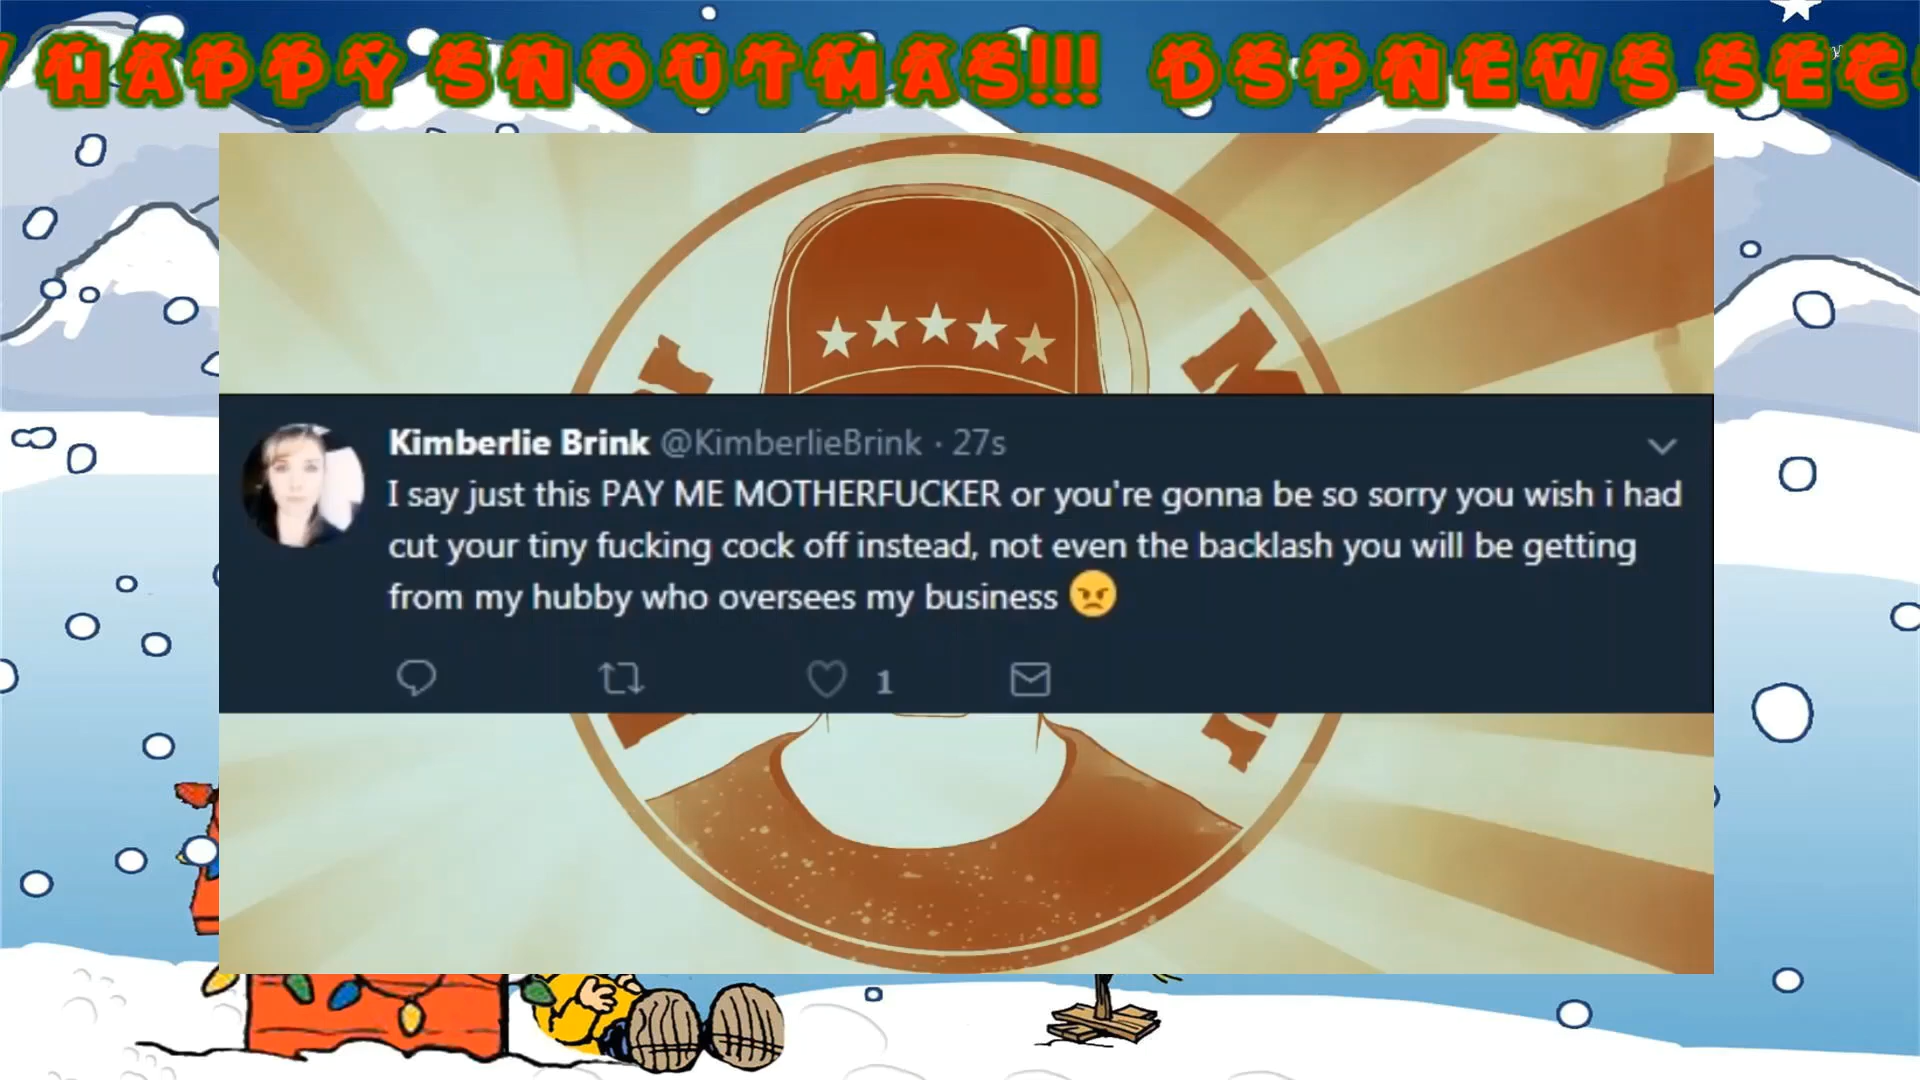 HAPPY SNOUTMAS!!! DSPNEWS SEC
Kimberlie Brink @KimberlieBrink · 27s
I say just this PAY ME MOTHERFUCKER or you're gonna be so sorry you wish i had
cut your tiny fucking cock off instead, not even the backlash you will be getting
from my hubby who oversees my business 😠
1